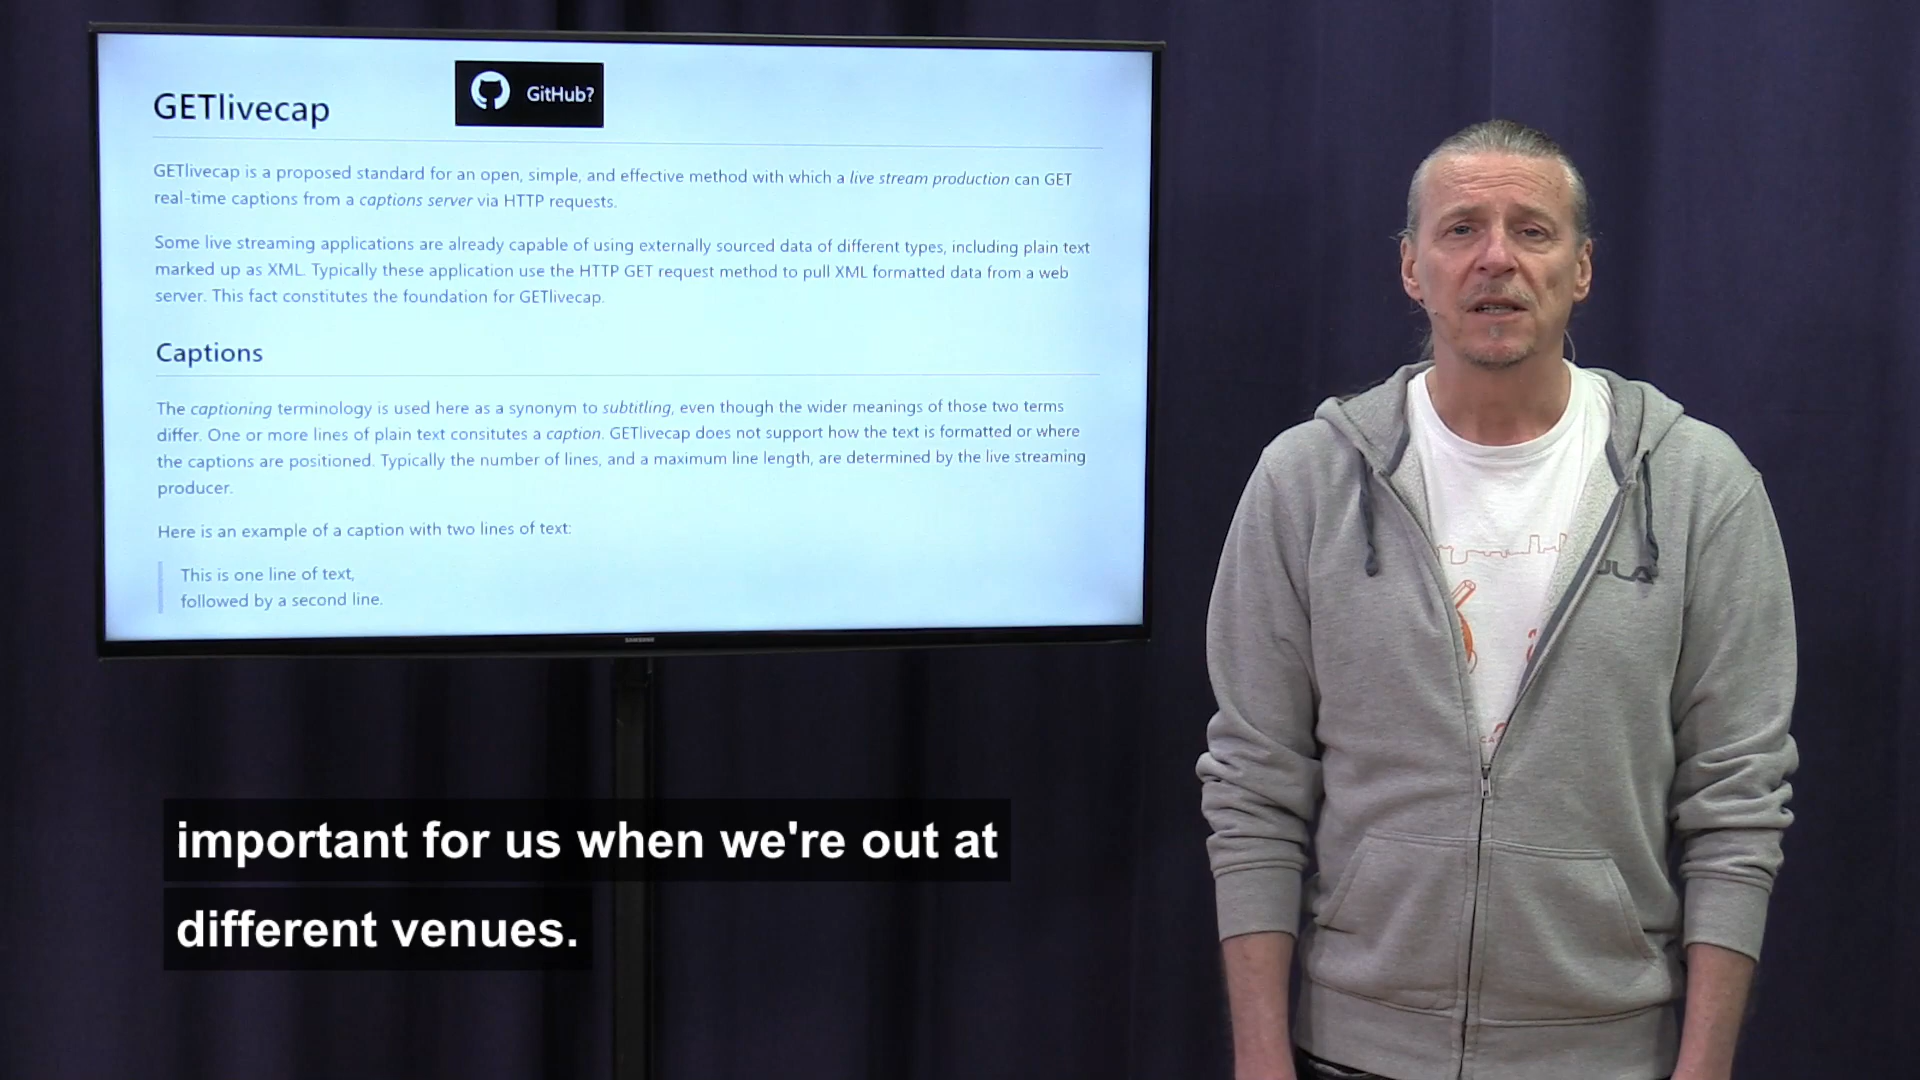 GETlivecap
GitHub?
GETlivecap is a proposed standard for an open, simple, and effective method with which a live stream production can GET
real-time captions from a captions server via HTTP requests.
Some live streaming applications are already capable of using externally sourced data of different types, including plain text
marked up as XML. Typically these application use the HTTP GET request method to pull XML formatted data from a web
server. This fact constitutes the foundation for GETlivecap.
Captions
The captioning terminology is used here as a synonym to subtitling, even though the wider meanings of those two terms
differ. One or more lines of plain text consitutes a caption. GETlivecap does not support how the text is formatted or where
the captions are positioned. Typically the number of lines, and a maximum line length, are determined by the live streaming
producer.
Here is an example of a caption with two lines of text:
This is one line of text,
followed by a second line.
SAMSUNG
important for us when we're out at
different venues.